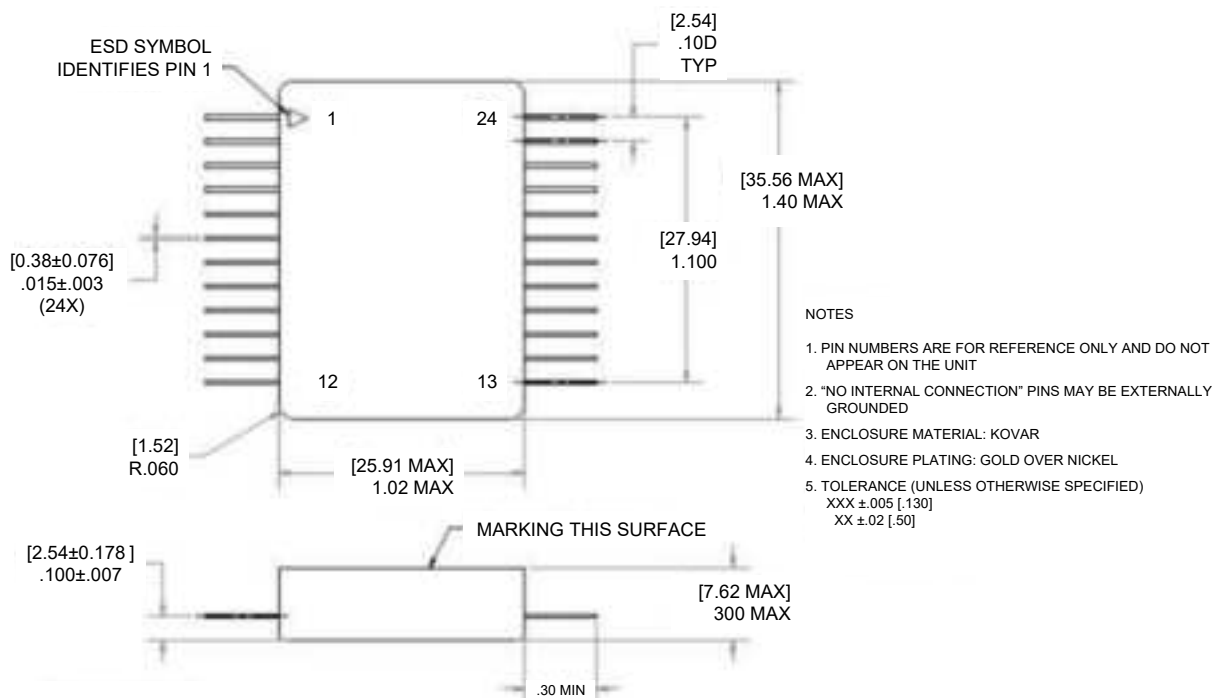 [2.54]
.10D
TYP
ESD SYMBOL
IDENTIFIES PIN 1
1
24
[35.56 MAX]
1.40 MAX
[27.94]
1.100
[0.38±0.076]
.015±.003
(24X)
12
13
[1.52]
R.060
[25.91 MAX]
1.02 MAX
NOTES
1. PIN NUMBERS ARE FOR REFERENCE ONLY AND DO NOT
APPEAR ON THE UNIT
2. “NO INTERNAL CONNECTION” PINS MAY BE EXTERNALLY
GROUNDED
3. ENCLOSURE MATERIAL: KOVAR
4. ENCLOSURE PLATING: GOLD OVER NICKEL
5. TOLERANCE (UNLESS OTHERWISE SPECIFIED)
XXX ±.005 [.130]
XX ±.02 [.50]
MARKING THIS SURFACE
[2.54±0.178 ]
.100±.007
[7.62 MAX]
300 MAX
.30 MIN